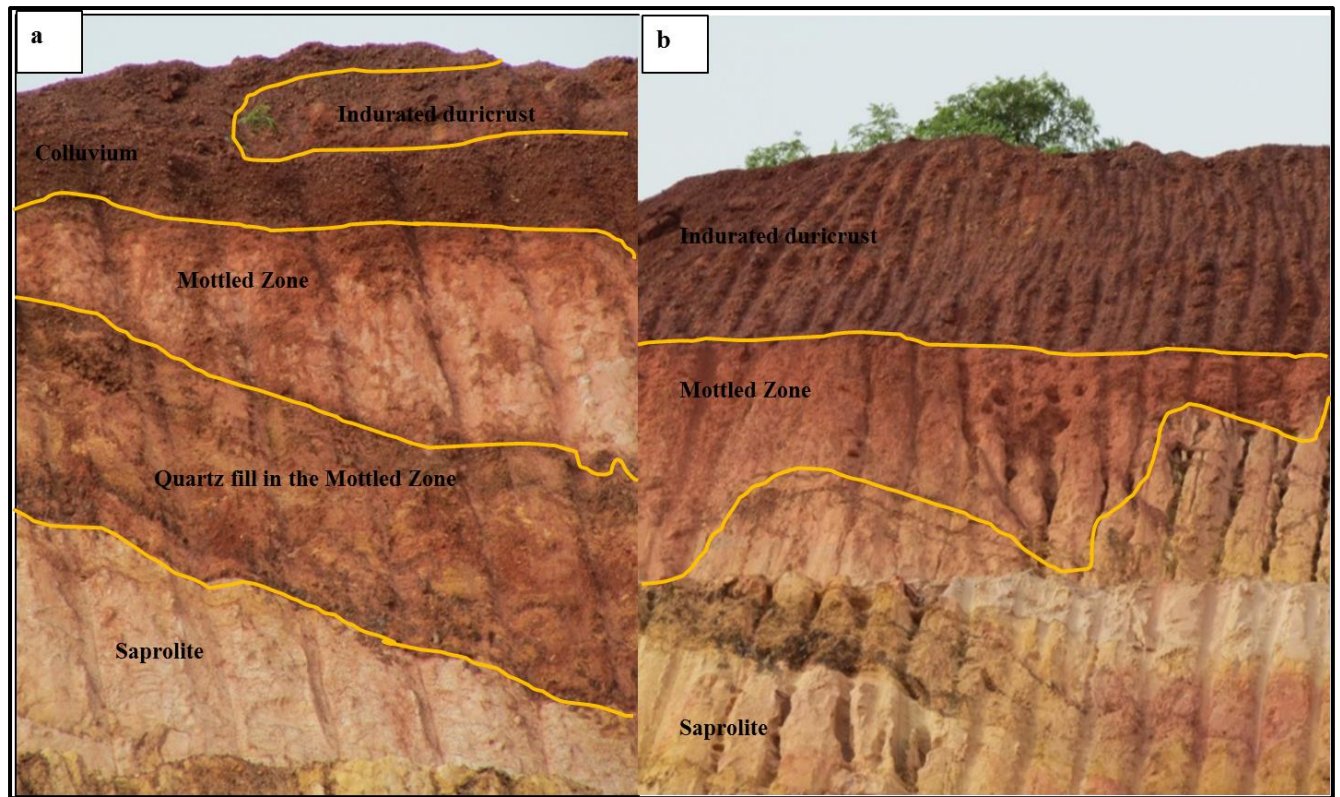 a
Indurated duricrust
Colluvium
Mottled Zone
Quartz fill in the Mottled Zone
Saprolite
b
Indurated duricrust
Mottled Zone
Saprolite